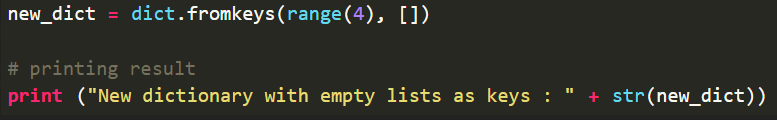 new_dict = dict.fromkeys(range(4), [])
# printing result
print ("New dictionary with empty lists as keys : " + str(new_dict))